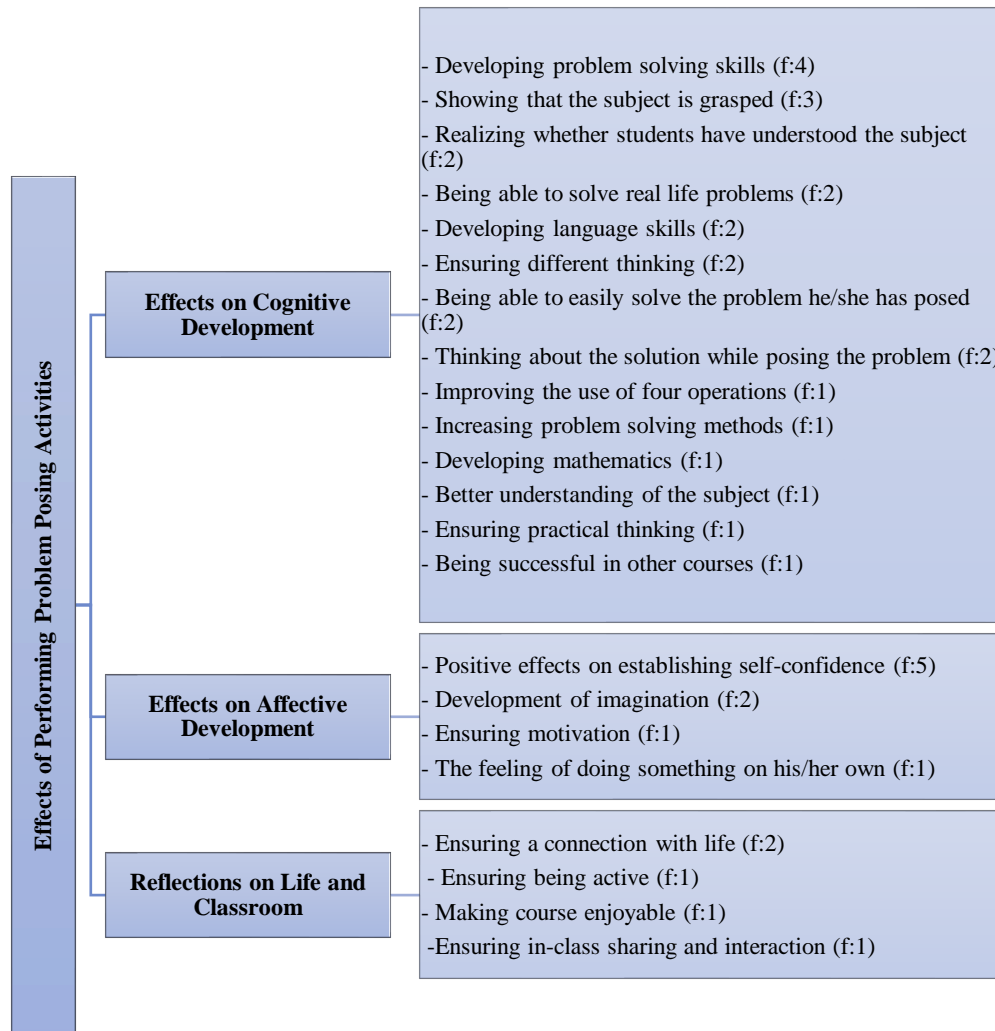 Effects of Performing Problem Posing Activities
Effects on Cognitive
Development
- Developing problem solving skills (f:4)
- Showing that the subject is grasped (f:3)
- Realizing whether students have understood the subject
(f:2)
- Being able to solve real life problems (f:2)
- Developing language skills (f:2)
- Ensuring different thinking (f:2)
- Being able to easily solve the problem he/she has posed
(f:2)
- Thinking about the solution while posing the problem (f:2)
- Improving the use of four operations (f:1)
- Increasing problem solving methods (f:1)
- Developing mathematics (f:1)
- Better understanding of the subject (f:1)
- Ensuring practical thinking (f:1)
- Being successful in other courses (f:1)
Effects on Affective
Development
- Positive effects on establishing self-confidence (f:5)
- Development of imagination (f:2)
- Ensuring motivation (f:1)
- The feeling of doing something on his/her own (f:1)
Reflections on Life and
Classroom
- Ensuring a connection with life (f:2)
- Ensuring being active (f:1)
- Making course enjoyable (f:1)
-Ensuring in-class sharing and interaction (f:1)